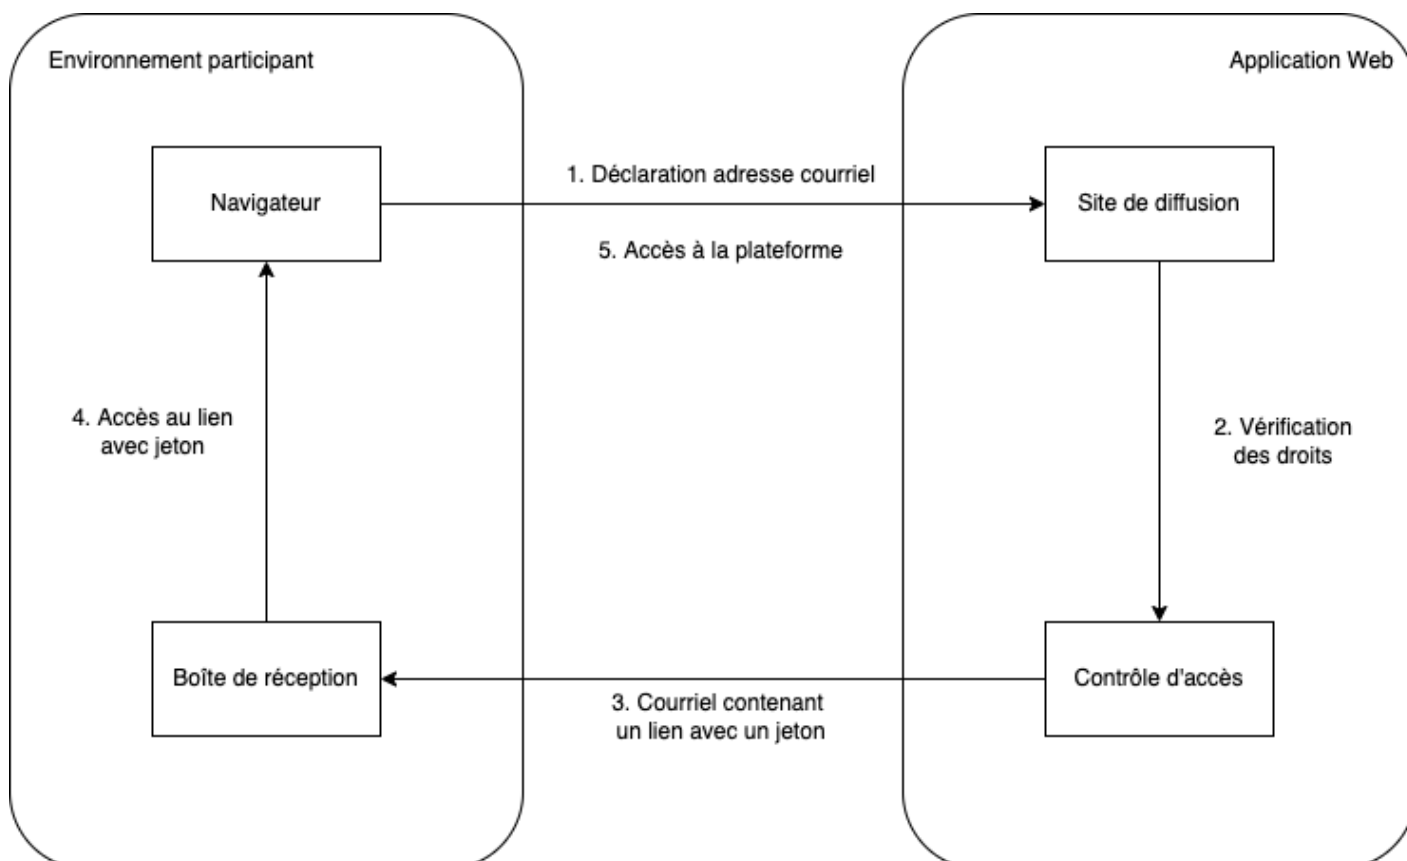 Environnement participant
Application Web
Navigateur
1. Déclaration adresse courriel
5. Accès à la plateforme
Site de diffusion
4. Accès au lien
avec jeton
2. Vérification
des droits
Boîte de réception
3. Courriel contenant
un lien avec un jeton
Contrôle d'accès